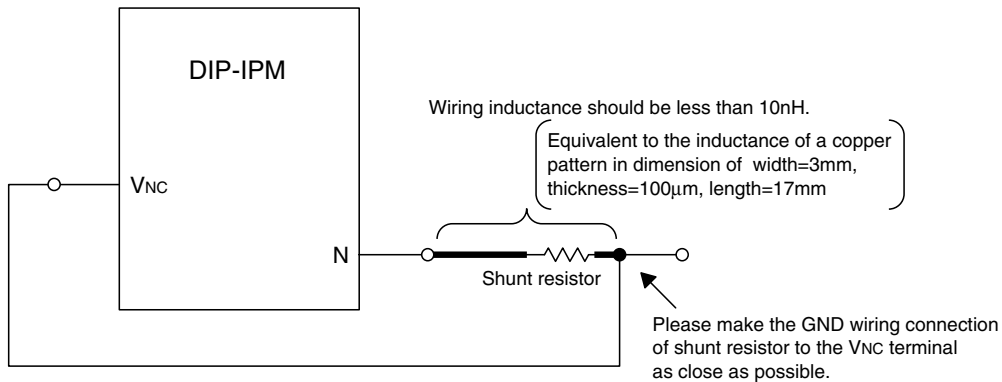 DIP-IPM
Wiring inductance should be less than 10nH.
Equivalent to the inductance of a copper
pattern in dimension of width=3mm,
thickness=100μm, length=17mm
VNC
N
Shunt resistor
Please make the GND wiring connection
of shunt resistor to the VNC terminal
as close as possible.